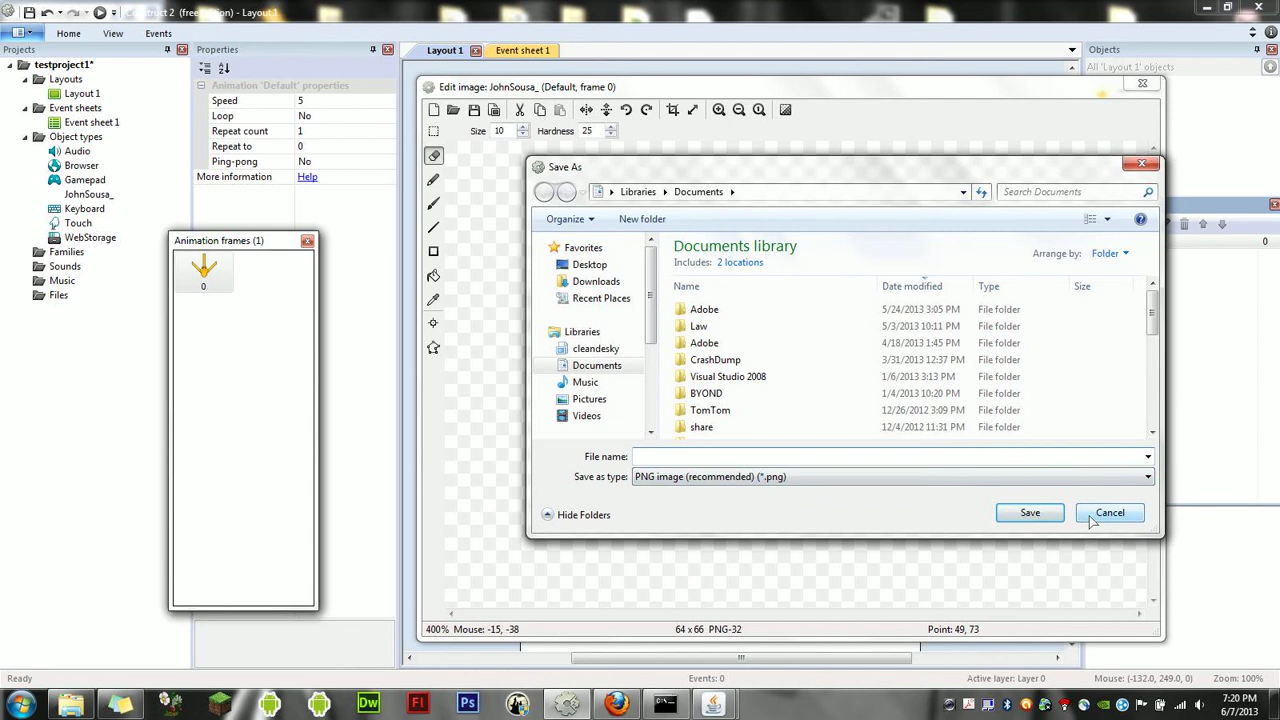 Construct 2 (free edition) - Layout 1
Home View Events
Projects
testproject1*
Layouts
Layout 1
Event sheets
Event sheet 1
Object types
Audio
Browser
Gamepad
JohnSousa_
Keyboard
Touch
WebStorage
Families
Sounds
Music
Files
Properties
Animation 'Default' properties
Speed 5
Loop No
Repeat count 1
Repeat to 0
Ping-pong No
More information Help
Animation frames (1)
0
Layout 1 Event sheet 1
Objects
All 'Layout 1' objects
0
Edit image: JohnSousa_ (Default, frame 0)
Size 10 Hardness 25
Save As
Libraries Documents
Search Documents
Organize New folder
Favorites
Desktop
Downloads
Recent Places
Libraries
cleandesky
Documents
Music
Pictures
Videos
Documents library
Includes: 2 locations
Arrange by: Folder
Name Date modified Type Size
Adobe 5/24/2013 3:05 PM File folder
Law 5/3/2013 10:11 PM File folder
Adobe 4/18/2013 1:45 PM File folder
CrashDump 3/31/2013 12:37 PM File folder
Visual Studio 2008 1/6/2013 3:13 PM File folder
BYOND 1/4/2013 10:20 PM File folder
TomTom 12/26/2012 3:09 PM File folder
share 12/4/2012 11:31 PM File folder
File name:
Save as type: PNG image (recommended) (*.png)
Hide Folders
Save Cancel
400% Mouse: -15, -38 64 x 66 PNG-32 Point: 49, 73
Ready Events: 0 Active layer: Layer 0 Mouse: (-132.0, 249.0, 0) Zoom: 100%
Dw Fl Ps
7:20 PM
6/7/2013